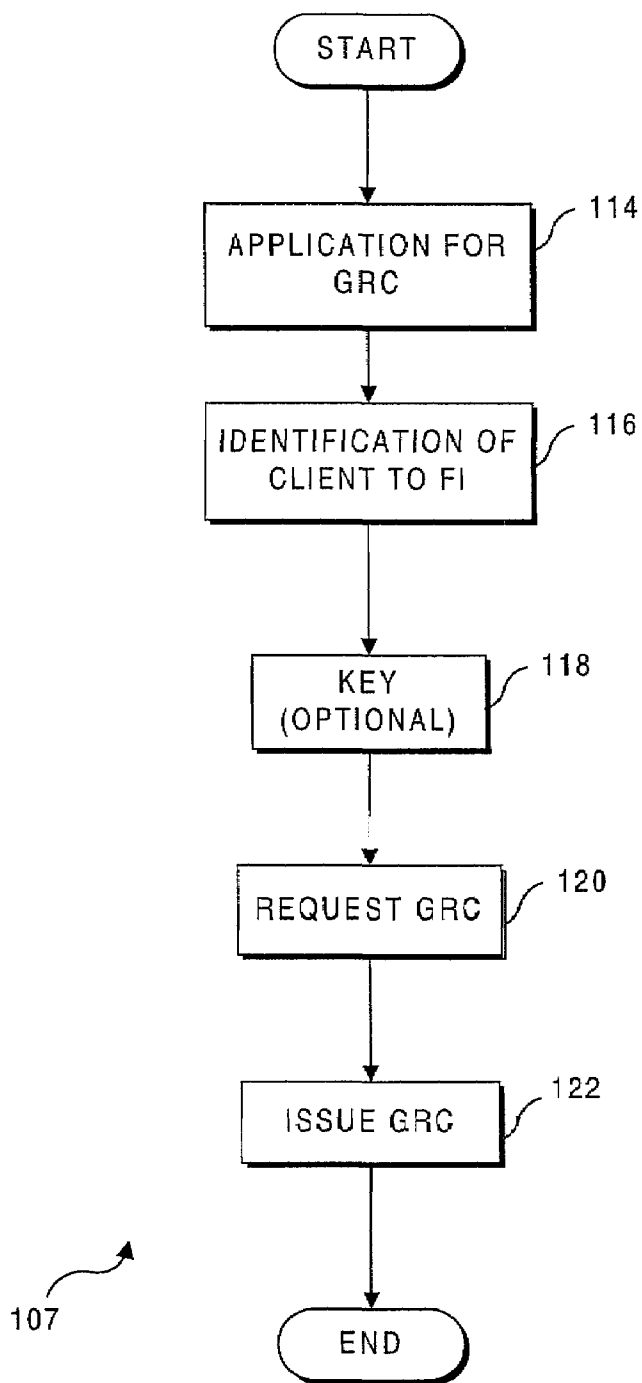 START
114
APPLICATION FOR
GRC
116
IDENTIFICATION OF
CLIENT TO FI
118
KEY
(OPTIONAL)
120
REQUEST GRC
122
ISSUE GRC
107
END